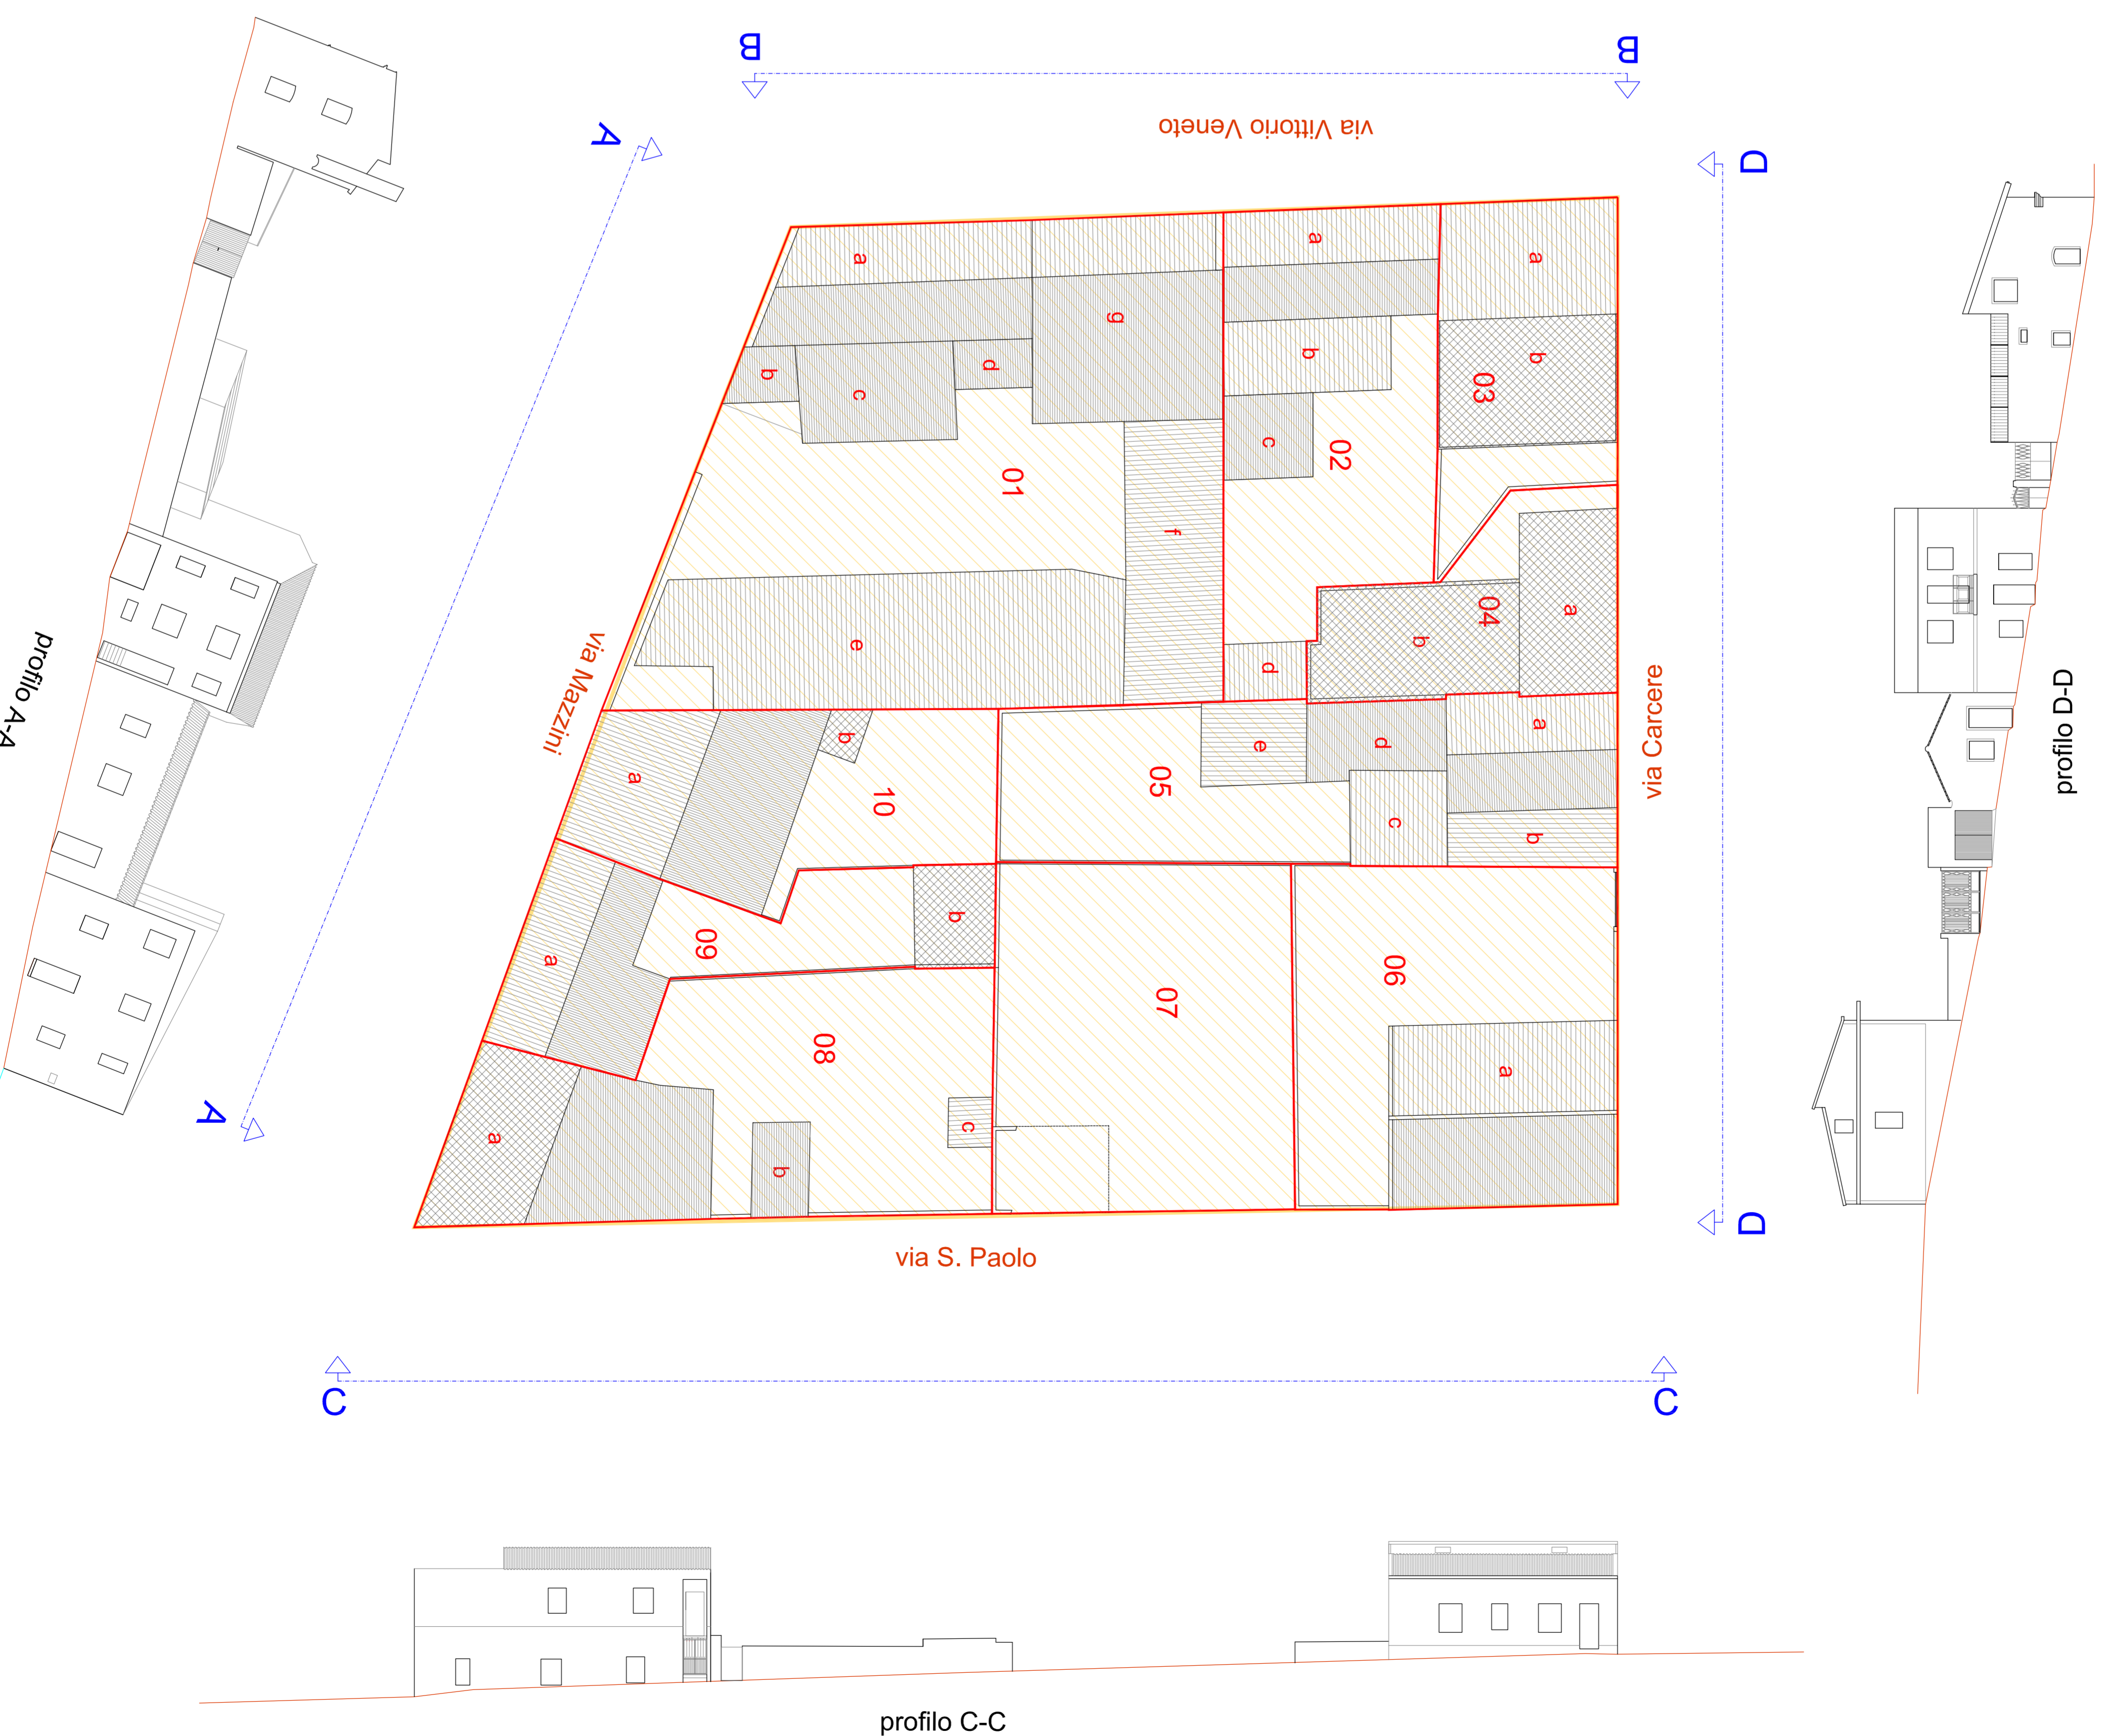 B
B
via Vittorio Veneto
A
D
a
a
a
g
b
b
d
b
c
03
c
02
01
f
a
04
b
e
d
via Mazzini
via Carcere
profilo D-D
profilo A-A
a
b
a
e
d
05
10
c
b
09
b
a
06
07
08
a
c
a
b
A
D
via S. Paolo
C
C
profilo C-C